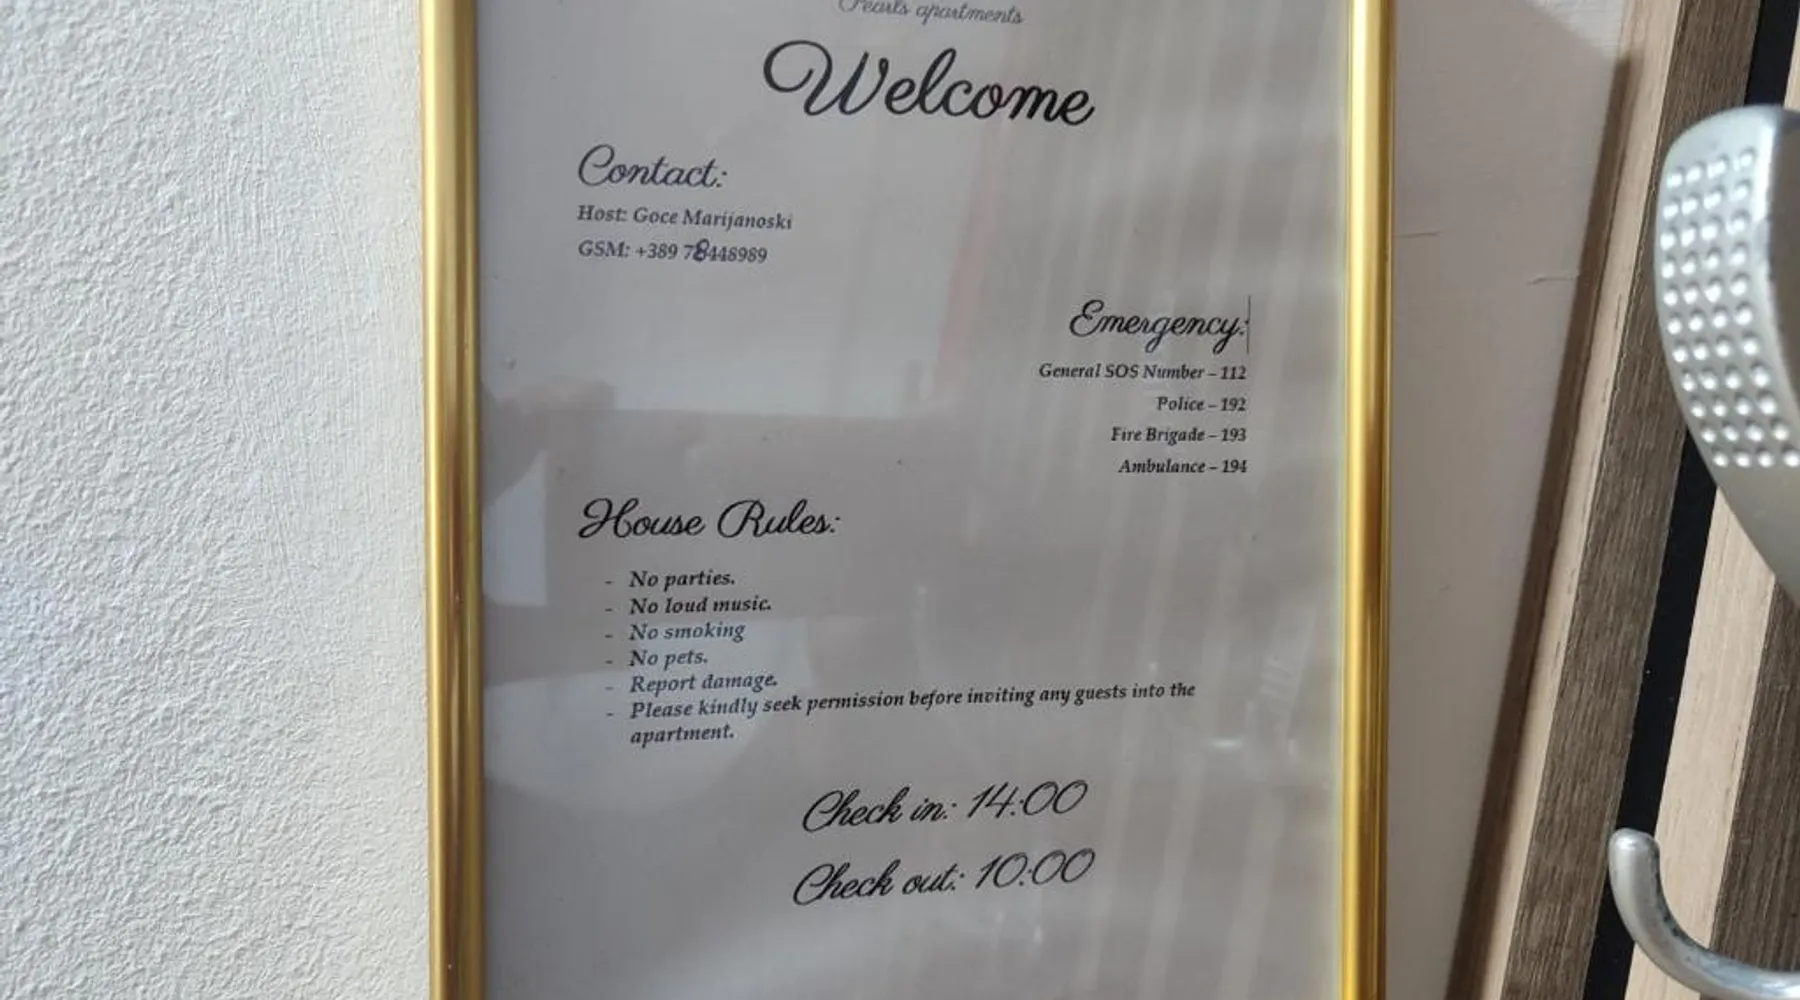 Pearls apartments
Welcome
Contact:
Host: Goce Marijanoski
GSM: +389 78448989
Emergency:
General SOS Number – 112
Police – 192
Fire Brigade – 193
Ambulance – 194
House Rules:
- No parties.
- No loud music.
- No smoking
- No pets.
- Report damage.
- Please kindly seek permission before inviting any guests into the
apartment.
Check in: 14:00
Check out: 10:00